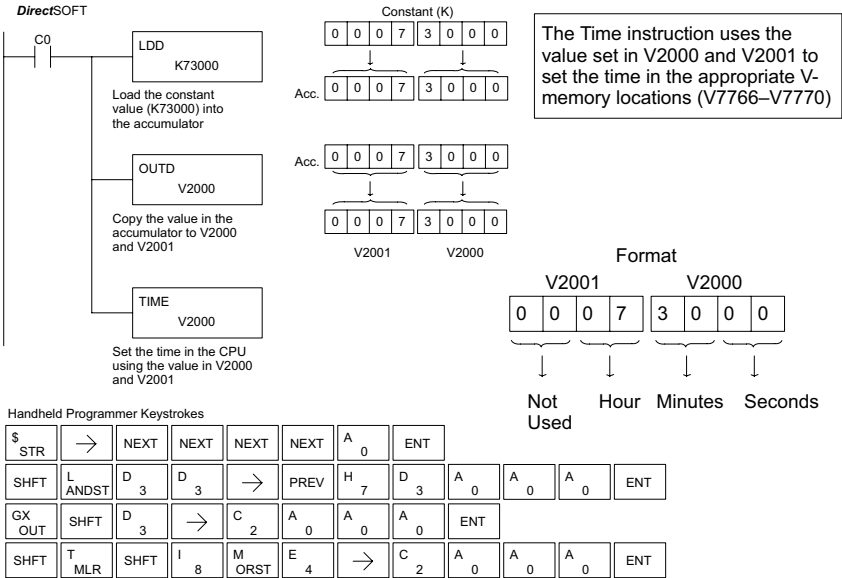 DirectSOFT
C0
LDD
K73000
Load the constant
value (K73000) into
the accumulator
OUTD
V2000
Copy the value in the
accumulator to V2000
and V2001
TIME
V2000
Set the time in the CPU
using the value in V2000
and V2001
Constant (K)
0 0 0 7 3 0 0 0
Acc. 0 0 0 7 3 0 0 0
Acc. 0 0 0 7 3 0 0 0
0 0 0 7 3 0 0 0
V2001 V2000
The Time instruction uses the
value set in V2000 and V2001 to
set the time in the appropriate V-
memory locations (V7766–V7770)
Format
V2001 V2000
0 0 0 7 3 0 0 0
Not
Used
Hour Minutes Seconds
Handheld Programmer Keystrokes
$ STR → NEXT NEXT NEXT NEXT A 0 ENT
SHFT L ANDST D 3 D 3 → PREV H 7 D 3 A 0 A 0 A 0 ENT
GX OUT SHFT D 3 → C 2 A 0 A 0 A 0 ENT
SHFT T MLR SHFT I 8 M ORST E 4 → C 2 A 0 A 0 A 0 ENT